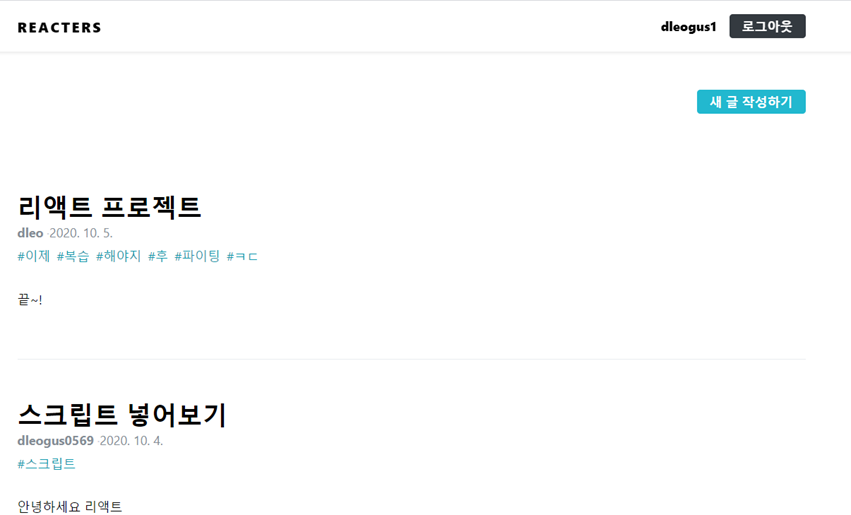 REACTERS
dleogus1 로그아웃
새 글 작성하기
리액트 프로젝트
dleo ·2020. 10. 5.
#이제 #복습 #해야지 #후 #파이팅 #ㅋㄷ
끝~!
스크립트 넣어보기
dleogus0569 ·2020. 10. 4.
#스크립트
안녕하세요 리액트